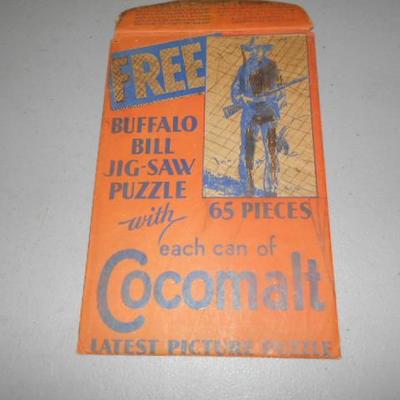 FREE
BUFFALO
BILL
JIG-SAW
PUZZLE
with
65 PIECES
each can of
Cocomalt
LATEST PICTURE PUZZLE